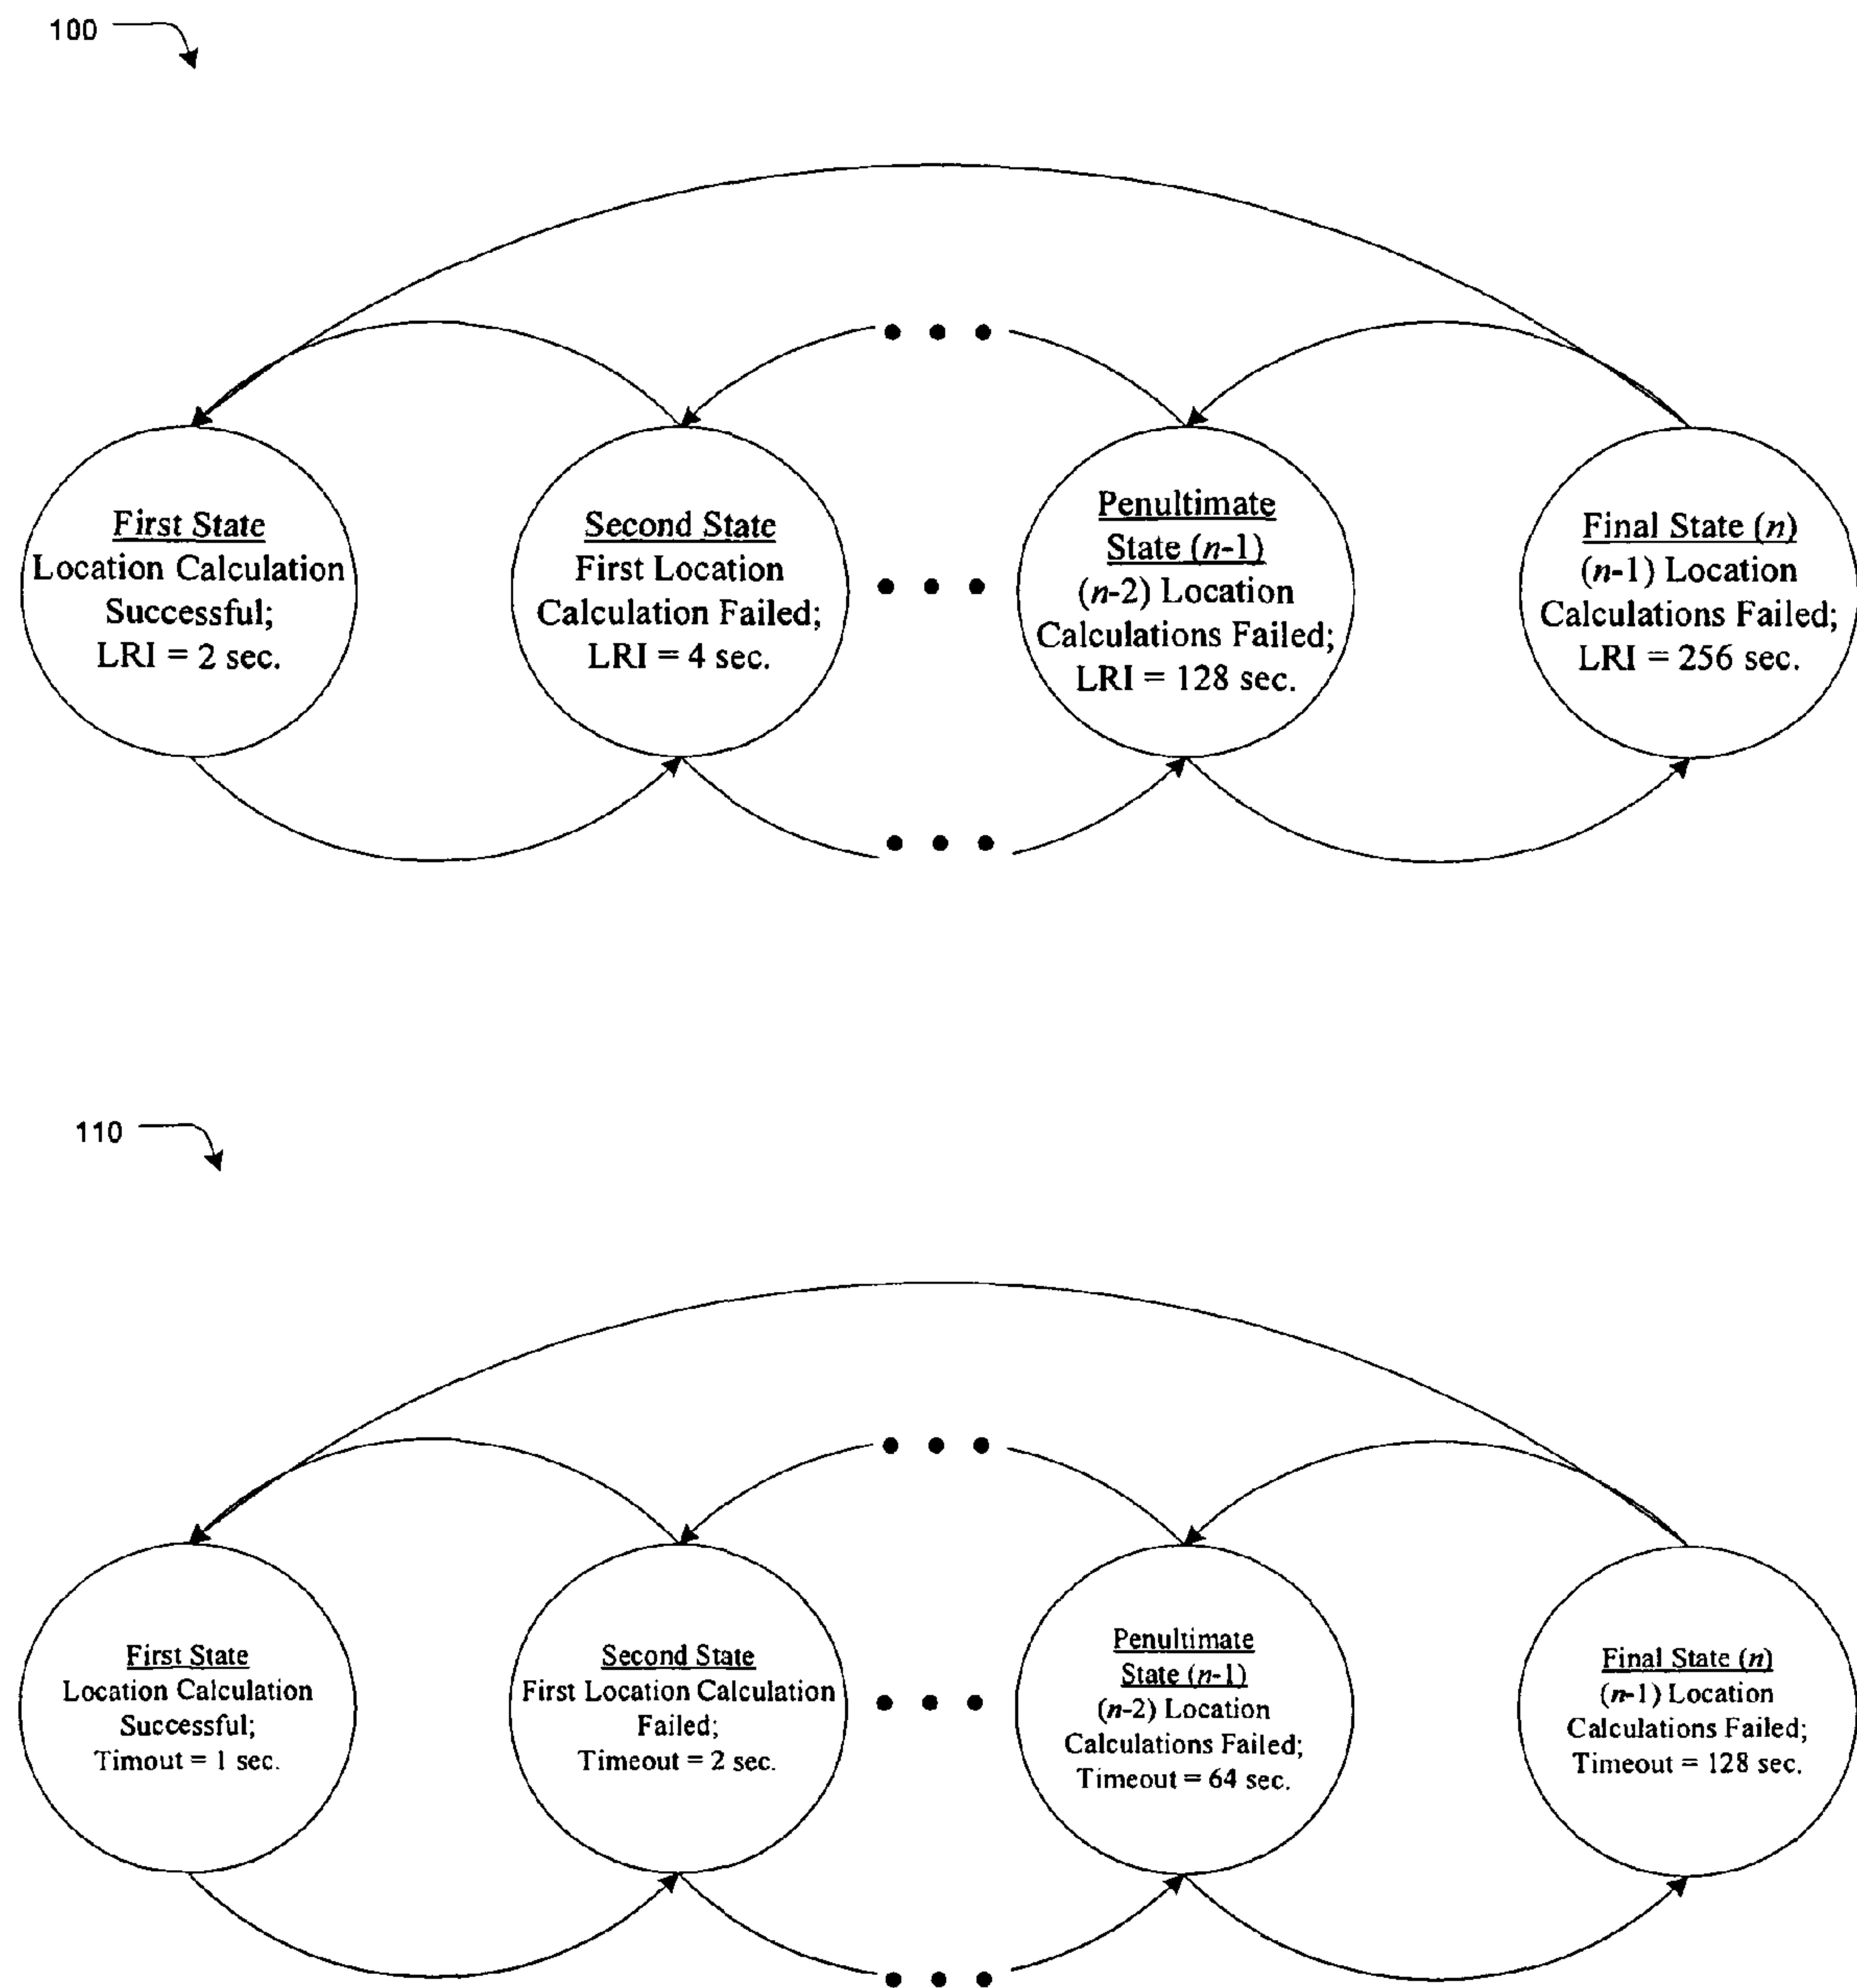 100
First State
Location Calculation
Successful;
LRI = 2 sec.
Second State
First Location
Calculation Failed;
LRI = 4 sec.
Penultimate
State (n-1)
(n-2) Location
Calculations Failed;
LRI = 128 sec.
Final State (n)
(n-1) Location
Calculations Failed;
LRI = 256 sec.
110
First State
Location Calculation
Successful;
Timout = 1 sec.
Second State
First Location Calculation
Failed;
Timeout = 2 sec.
Penultimate
State (n-1)
(n-2) Location
Calculations Failed;
Timeout = 64 sec.
Final State (n)
(n-1) Location
Calculations Failed;
Timeout = 128 sec.